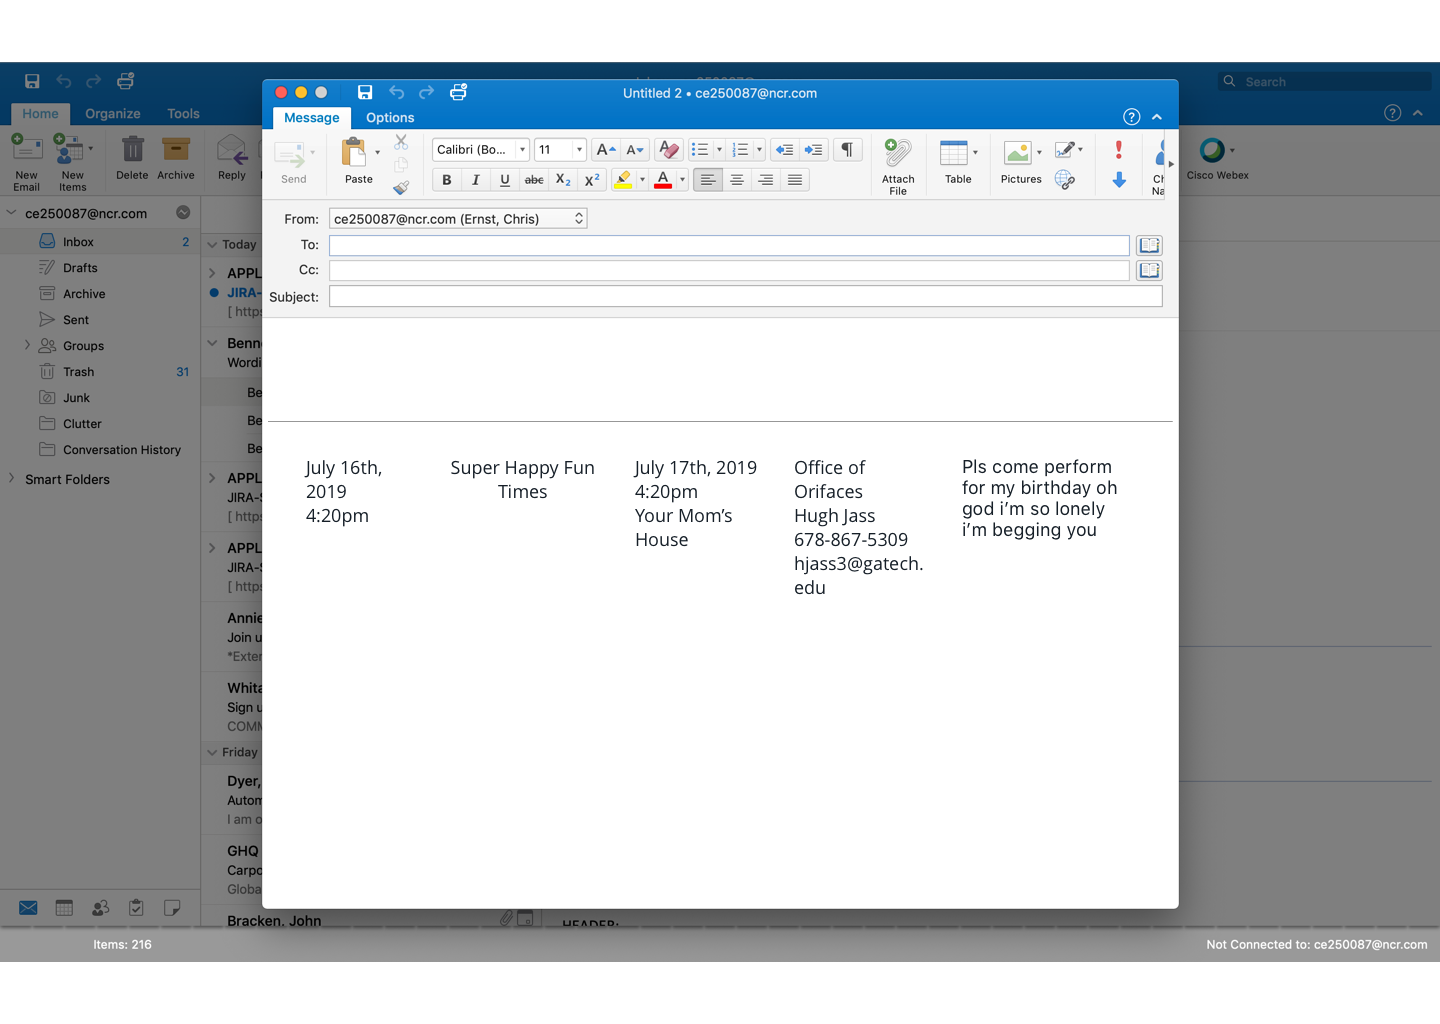 Untitled 2 • ce250087@ncr.com
Search
Home
Organize
Tools
Message
Options
New
Email
New
Items
Delete
Archive
Reply
Send
Paste
Calibri (Bo...
11
A A
¶
B I U abc X2 X2 A A
Attach
File
Table
Pictures
Cisco Webex
From: ce250087@ncr.com (Ernst, Chris)
To:
Cc:
Subject:
ce250087@ncr.com
Inbox 2
Drafts
Archive
Sent
Groups
Trash 31
Junk
Clutter
Conversation History
Smart Folders
Today
APPL
JIRA-
[ https
Benn
Wordi
Be
Be
Be
APPL
JIRA-S
[ https
APPL
JIRA-S
[ https
Annie
Join u
*Exter
Whita
Sign u
COMM
Friday
Dyer,
Autom
I am o
GHQ
Carpo
Globa
Bracken, John
HEADER:
July 16th,
2019
4:20pm
Super Happy Fun
Times
July 17th, 2019
4:20pm
Your Mom's
House
Office of
Orifaces
Hugh Jass
678-867-5309
hjass3@gatech.
edu
Pls come perform
for my birthday oh
god i'm so lonely
i'm begging you
Items: 216
Not Connected to: ce250087@ncr.com